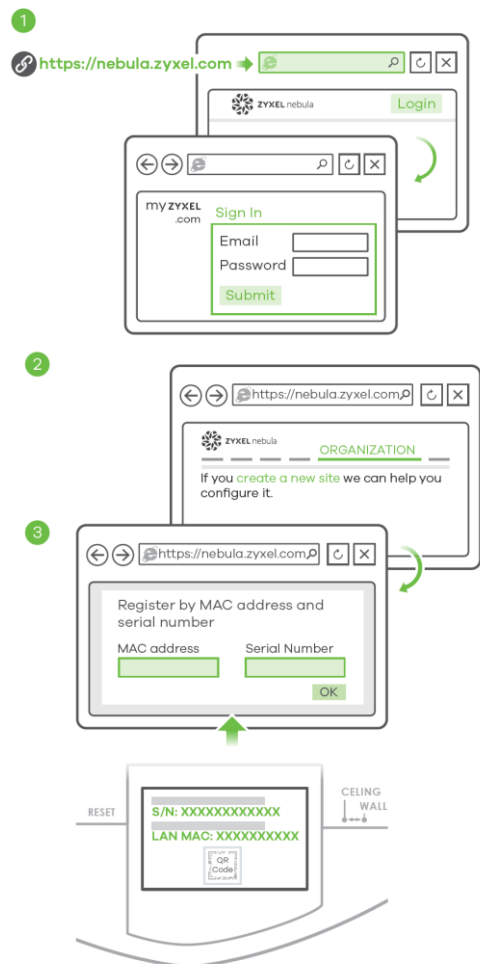 1
https://nebula.zyxel.com
ZYXEL nebula
Login
my ZYXEL
.com
Sign In
Email
Password
Submit
2
https://nebula.zyxel.com
ZYXEL nebula
ORGANIZATION
If you create a new site we can help you
configure it.
3
https://nebula.zyxel.com
Register by MAC address and
serial number
MAC address Serial Number
OK
RESET
CELING
WALL
S/N: XXXXXXXXXXXX
LAN MAC: XXXXXXXXXX
QR
Code